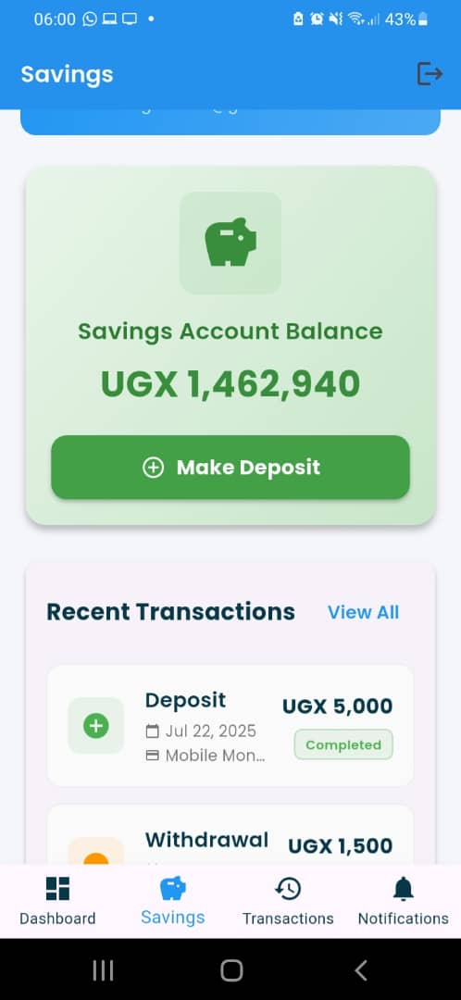 06:00
43%
Savings
Savings Account Balance
UGX 1,462,940
Make Deposit
Recent Transactions
View All
Deposit
UGX 5,000
Jul 22, 2025
Completed
Mobile Mon...
Withdrawal
UGX 1,500
Dashboard
Savings
Transactions
Notifications